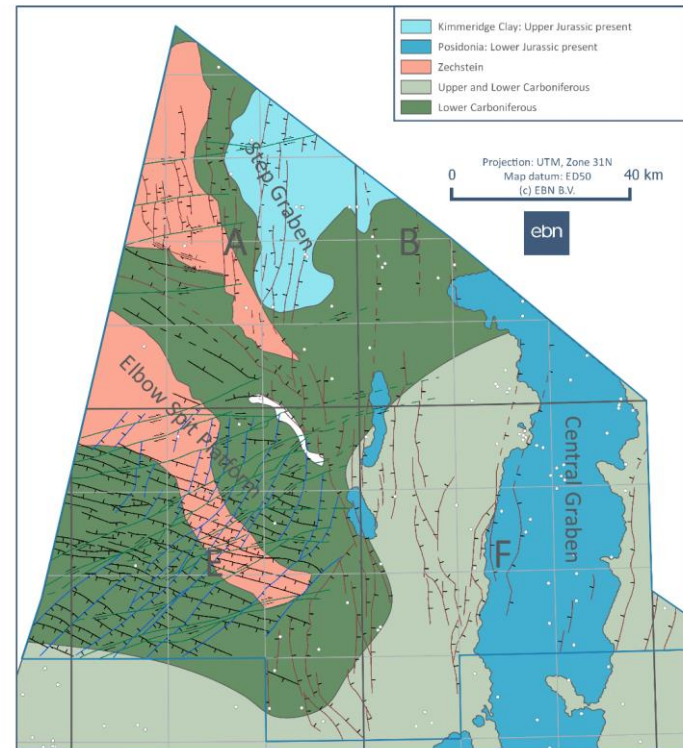 Kimmeridge Clay: Upper Jurassic present
Posidonia: Lower Jurassic present
Zechstein
Upper and Lower Carboniferous
Lower Carboniferous
Projection: UTM, Zone 31N
Map datum: ED50
(c) EBN B.V.
0
40 km
ebn
Step Graben
A
B
Elbow Spit Platform
Central Graben
E
F